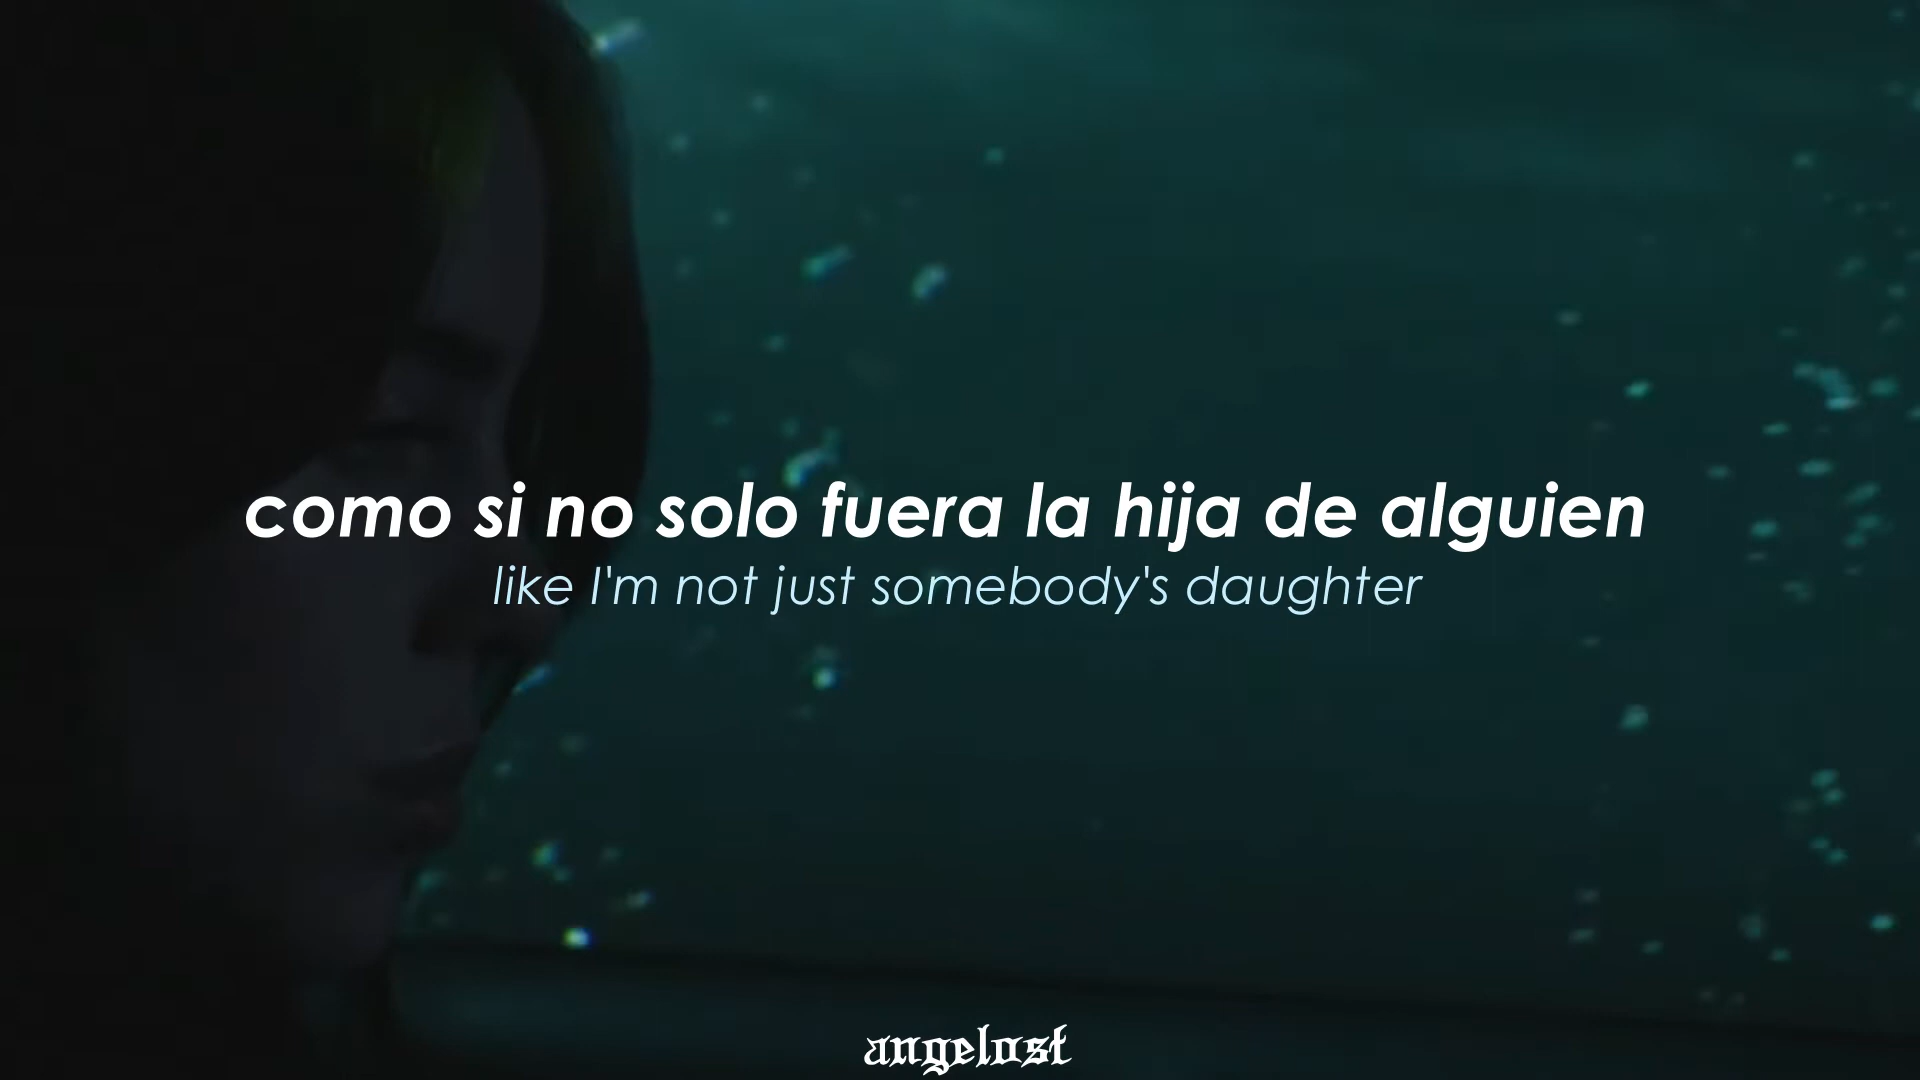 como si no solo fuera la hija de alguien
like I'm not just somebody's daughter
angelost